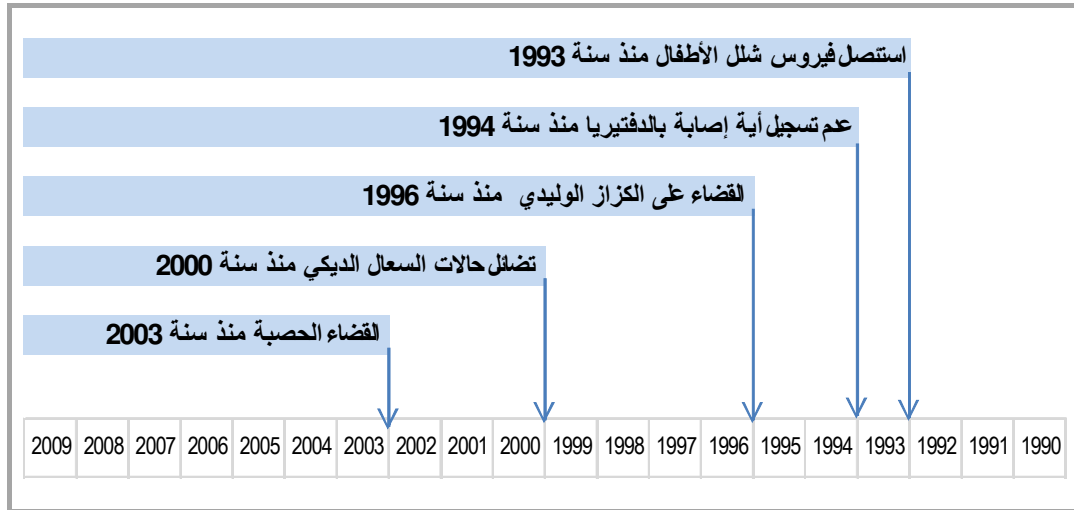 استئصل فيروس شلل الأطفال منذ سنة 1993
عدم تسجيل أية إصابة بالدفتيريا منذ سنة 1994
القضاء على الكزاز الوليدي منذ سنة 1996
تضائل حالات السعال الديكي منذ سنة 2000
القضاء الحصبة منذ سنة 2003
2009 2008 2007 2006 2005 2004 2003 2002 2001 2000 1999 1998 1997 1996 1995 1994 1993 1992 1991 1990